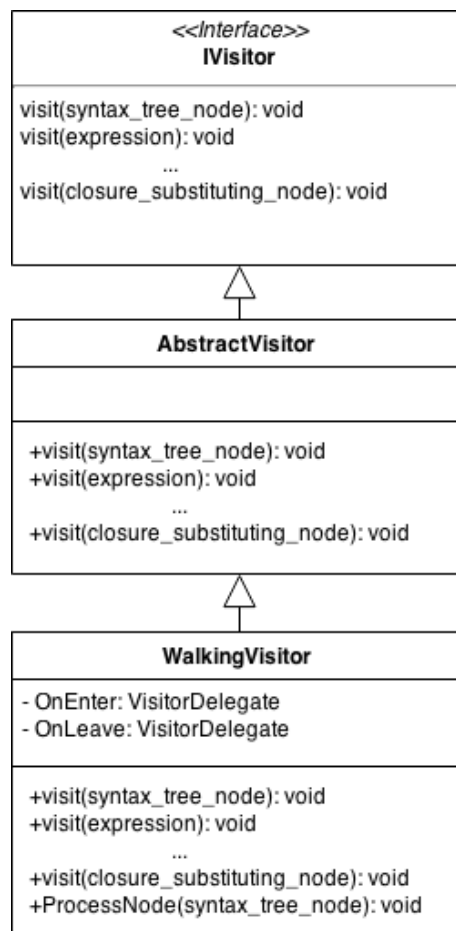 <<Interface>>
IVisitor
visit(syntax_tree_node): void
visit(expression): void
...
visit(closure_substituting_node): void
AbstractVisitor
+visit(syntax_tree_node): void
+visit(expression): void
...
+visit(closure_substituting_node): void
WalkingVisitor
- OnEnter: VisitorDelegate
- OnLeave: VisitorDelegate
+visit(syntax_tree_node): void
+visit(expression): void
...
+visit(closure_substituting_node): void
+ProcessNode(syntax_tree_node): void